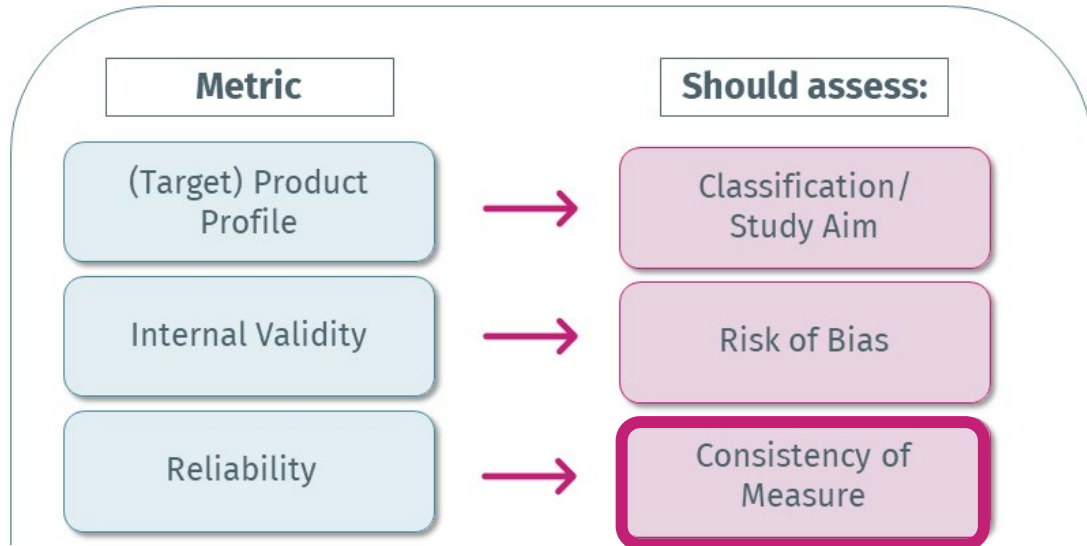 Metric
Should assess:
(Target) Product
Profile
Classification/
Study Aim
Internal Validity
Risk of Bias
Reliability
Consistency of
Measure